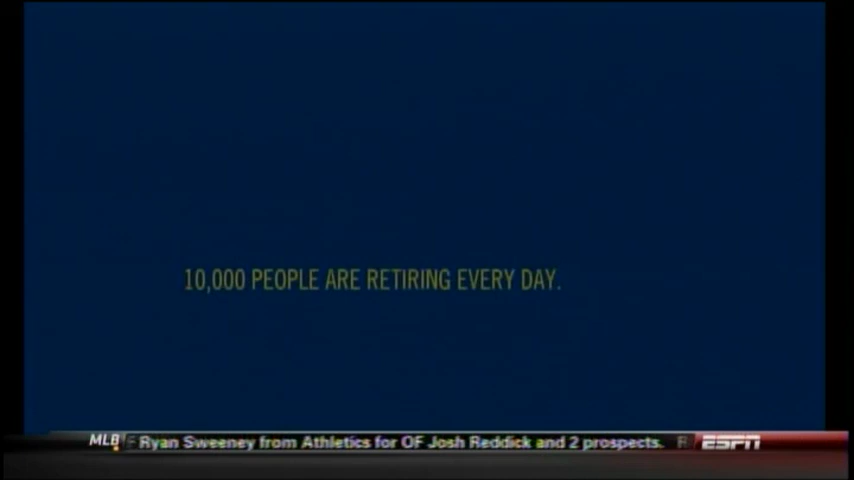 10,000 PEOPLE ARE RETIRING EVERY DAY.
MLB Ryan Sweeney from Athletics for OF Josh Reddick and 2 prospects. ESPN